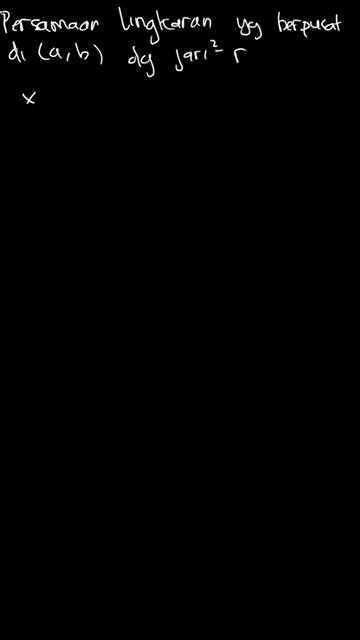 Persamaan lingkaran yg berpusat
di (a, b) dg jari² r
x